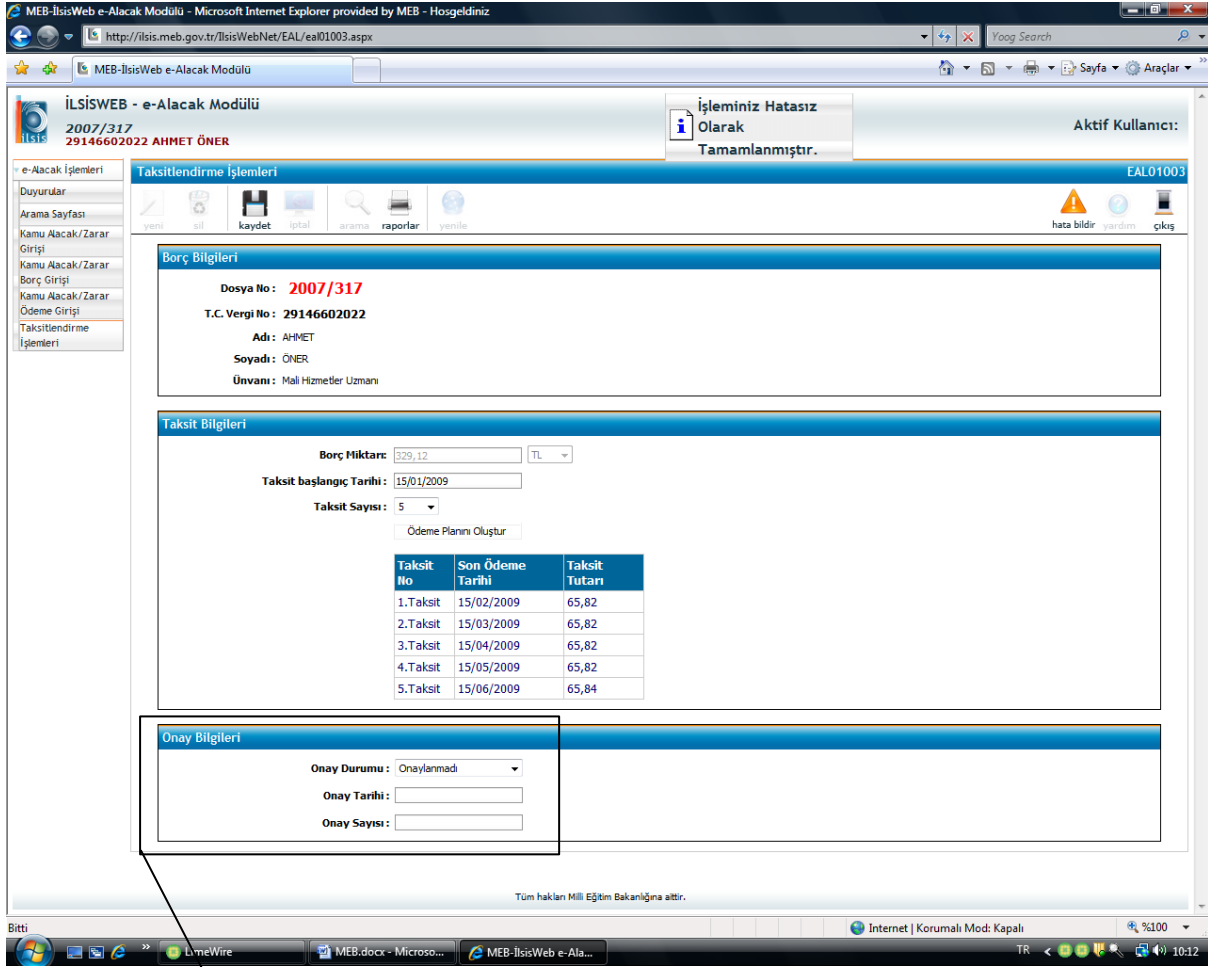 MEB-İlsisWeb e-Alacak Modülü - Microsoft Internet Explorer provided by MEB - Hosgeldiniz
http://ilsis.meb.gov.tr/IlsisWebNet/EAL/eal01003.aspx
Yoog Search
MEB-İlsisWeb e-Alacak Modülü
Sayfa
Araçlar
ilsis
İLSİSWEB - e-Alacak Modülü
2007/317
29146602022 AHMET ÖNER
İşleminiz Hatasız
Olarak
Tamamlanmıştır.
Aktif Kullanıcı:
e-Alacak İşlemleri
Duyurular
Arama Sayfası
Kamu Alacak/Zarar
Girişi
Kamu Alacak/Zarar
Borç Girişi
Kamu Alacak/Zarar
Ödeme Girişi
Taksitlendirme
İşlemleri
Taksitlendirme İşlemleri
EAL01003
yeni
sil
kaydet
iptal
arama
raporlar
yenile
hata bildir
yardım
çıkış
Borç Bilgileri
Dosya No : 2007/317
T.C. Vergi No : 29146602022
Adı : AHMET
Soyadı : ÖNER
Ünvanı : Mali Hizmetler Uzmanı
Taksit Bilgileri
Borç Miktarı: 329,12 TL
Taksit başlangıç Tarihi : 15/01/2009
Taksit Sayısı : 5
Ödeme Planını Oluştur
Taksit No Son Ödeme Tarihi Taksit Tutarı
1.Taksit 15/02/2009 65,82
2.Taksit 15/03/2009 65,82
3.Taksit 15/04/2009 65,82
4.Taksit 15/05/2009 65,82
5.Taksit 15/06/2009 65,84
Onay Bilgileri
Onay Durumu : Onaylanmadı
Onay Tarihi :
Onay Sayısı :
Tüm hakları Milli Eğitim Bakanlığına aittir.
Bitti
Internet | Korumalı Mod: Kapalı
%100
LimeWire
MEB.docx - Microso...
MEB-İlsisWeb e-Ala...
TR
10:12